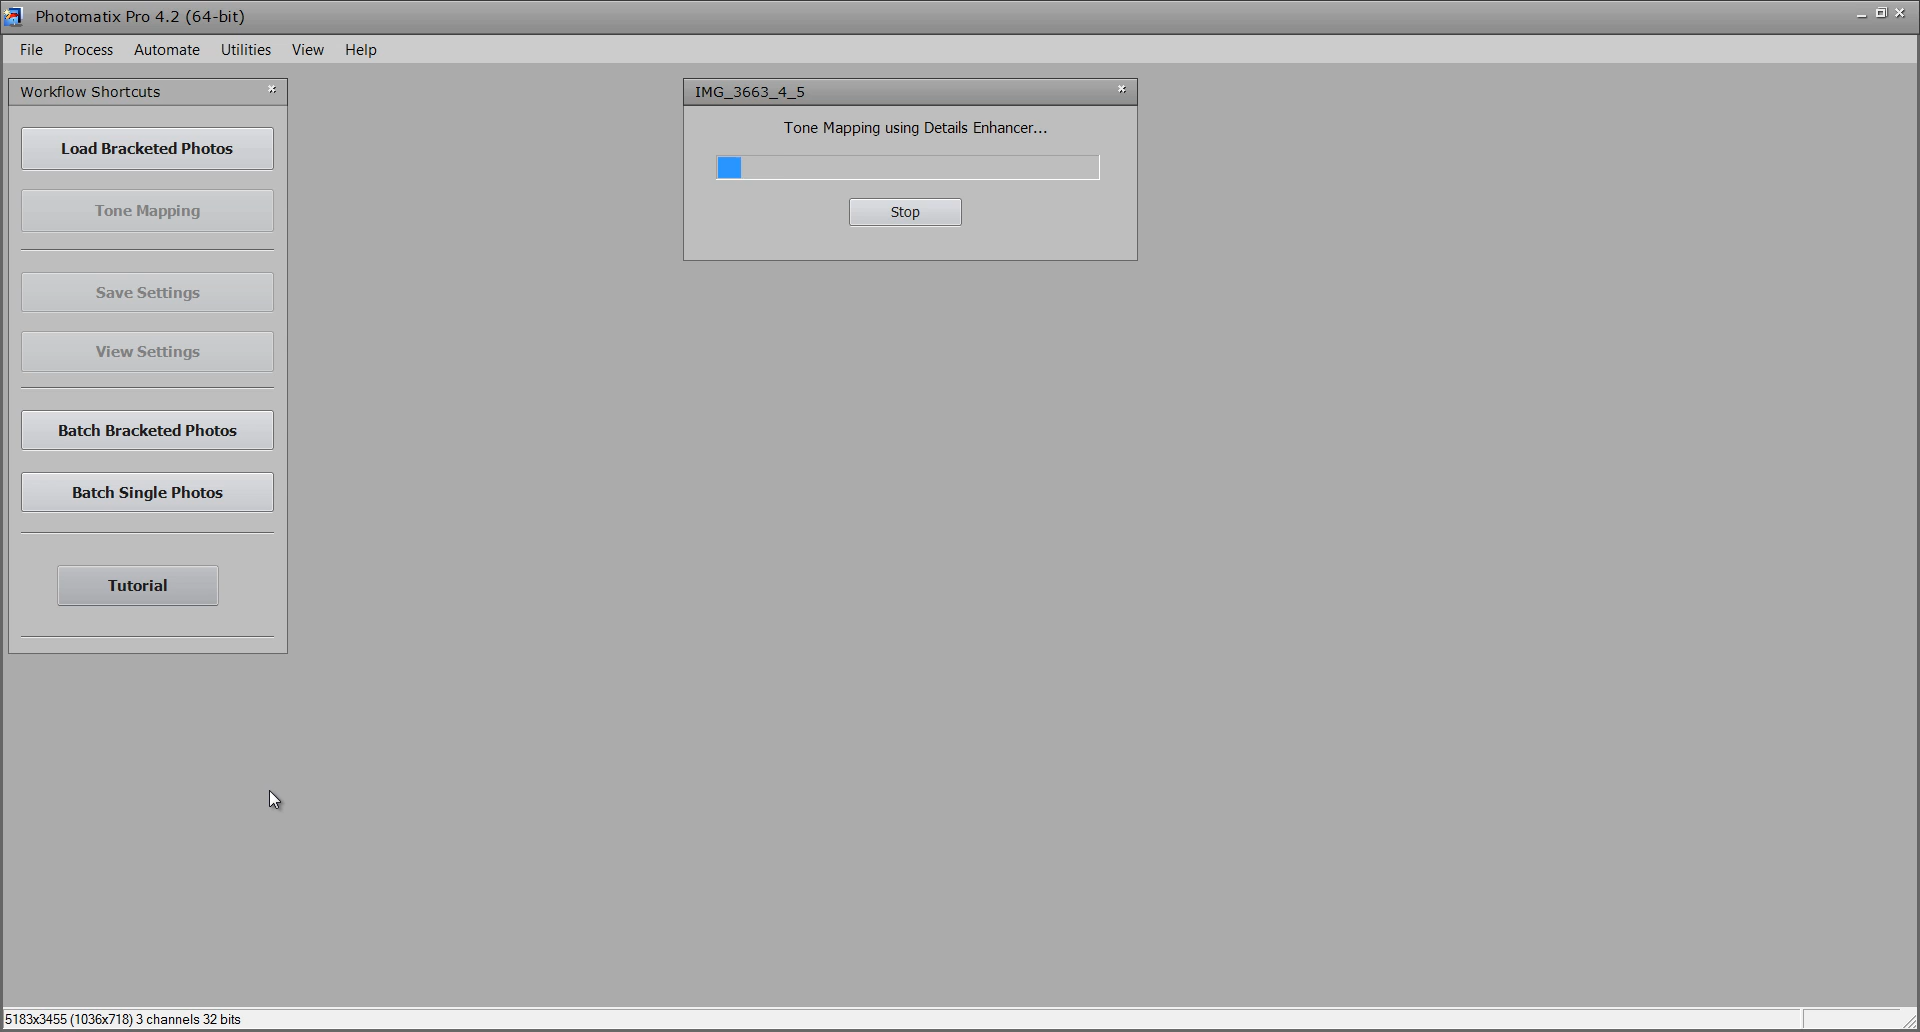 Photomatix Pro 4.2 (64-bit)
File Process Automate Utilities View Help
Workflow Shortcuts
Load Bracketed Photos
Tone Mapping
Save Settings
View Settings
Batch Bracketed Photos
Batch Single Photos
Tutorial
IMG_3663_4_5
Tone Mapping using Details Enhancer...
Stop
5183x3455 (1036x718) 3 channels 32 bits